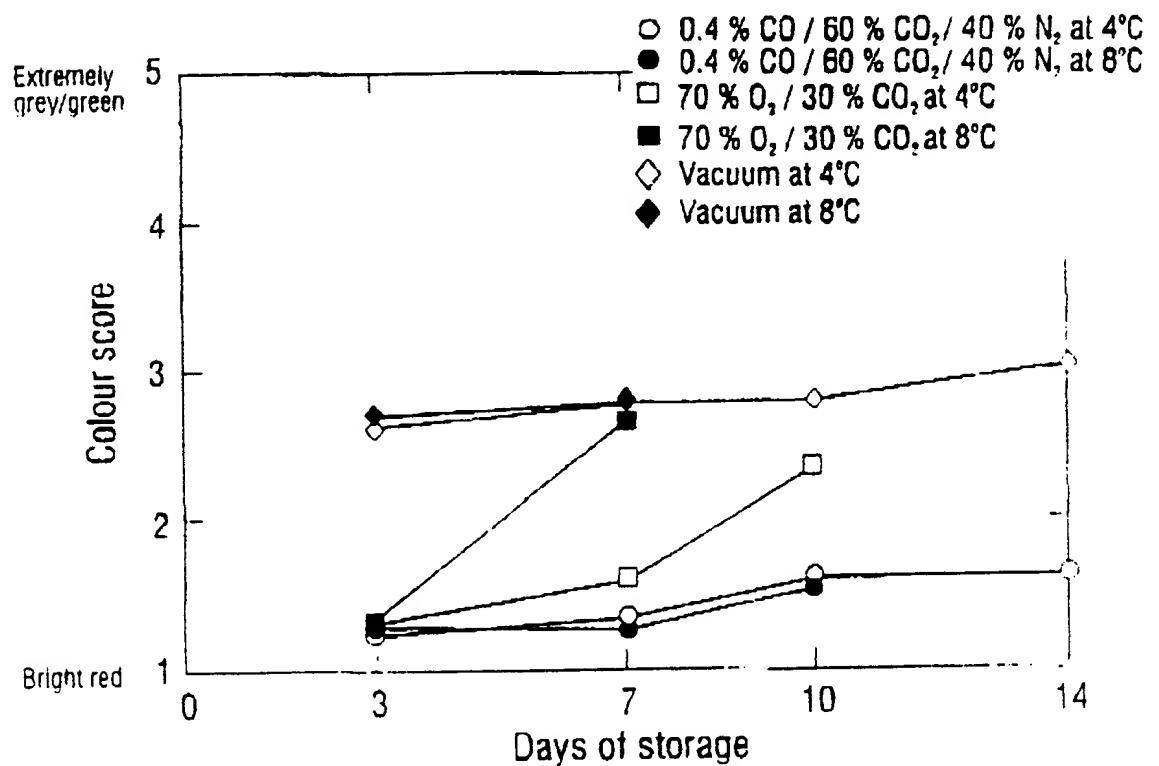 ○ 0.4 % CO / 60 % CO₂ / 40 % N₂ at 4°C
● 0.4 % CO / 60 % CO₂ / 40 % N₂ at 8°C
□ 70 % O₂ / 30 % CO₂ at 4°C
■ 70 % O₂ / 30 % CO₂ at 8°C
◇ Vacuum at 4°C
◆ Vacuum at 8°C
Extremely
grey/green
5
4
3
2
1
Bright red
Colour score
0 3 7 10 14
Days of storage